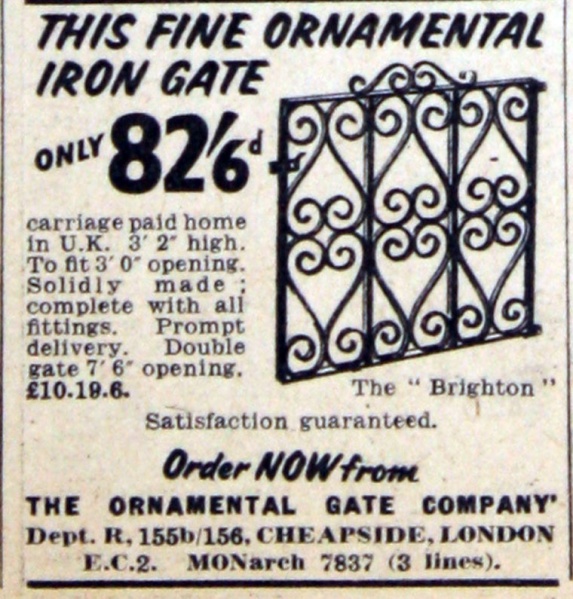 THIS FINE ORNAMENTAL
IRON GATE
ONLY 82'/6d
carriage paid home
in U.K. 3' 2" high.
To fit 3' 0" opening.
Solidly made ;
complete with all
fittings. Prompt
delivery. Double
gate 7' 6" opening.
£10.19.6.
The " Brighton "
Satisfaction guaranteed.
Order NOW from
THE ORNAMENTAL GATE COMPANY'
Dept. R, 155b/156, CHEAPSIDE, LONDON
E.C.2. MONarch 7837 (3 lines).